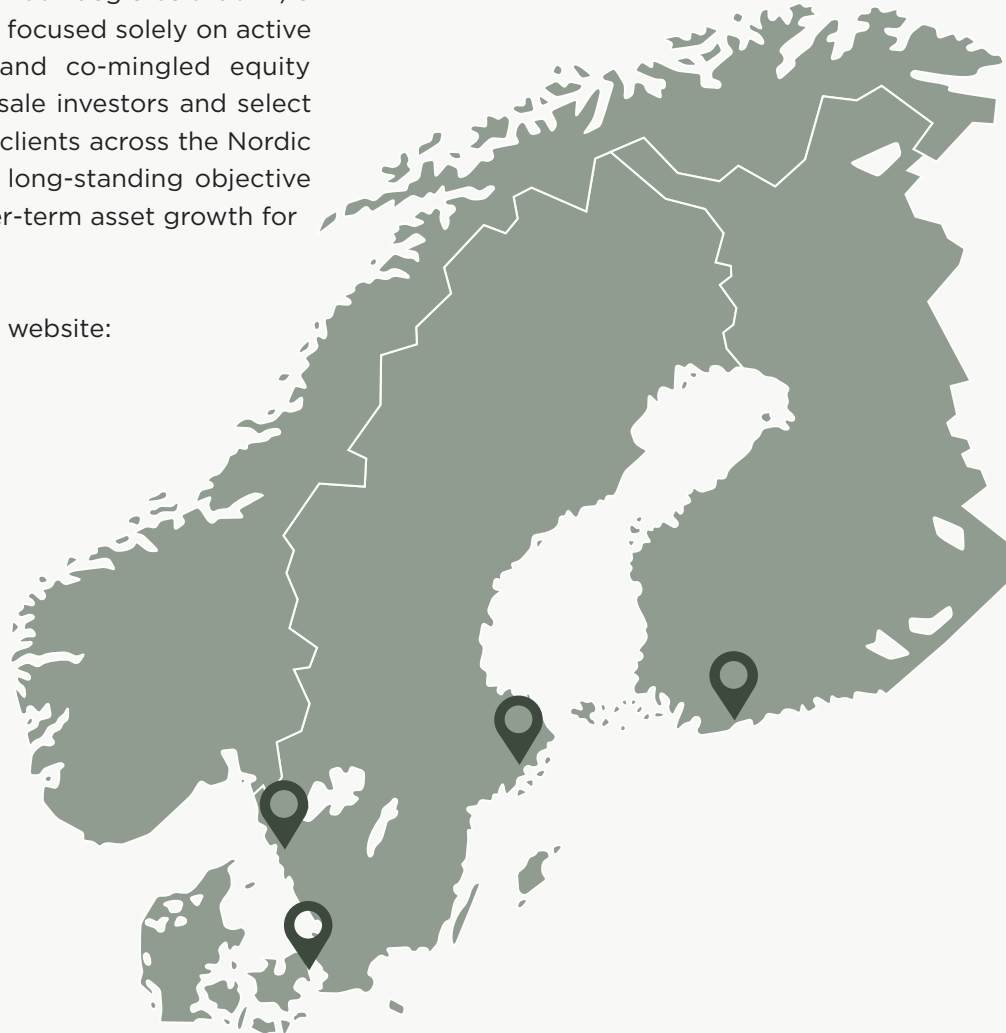 focused solely on active
and co-mingled equity
sale investors and select
clients across the Nordic
long-standing objective
er-term asset growth for
website: